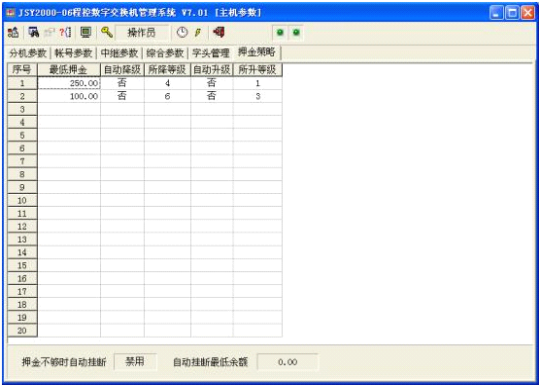 JSY2000-06程控数字交换机管理系统 V7.01 [主机参数]
操作员
分机参数 帐号参数 中继参数 综合参数 字头管理 押金策略
序号 最低押金 自动降级 所降等级 自动升级 所升等级
1 250.00 否 4 否 1
2 100.00 否 6 否 3
3
4
5
6
7
8
9
10
11
12
13
14
15
16
17
18
19
20
押金不够时自动挂断 禁用 自动挂断最低余额 0.00